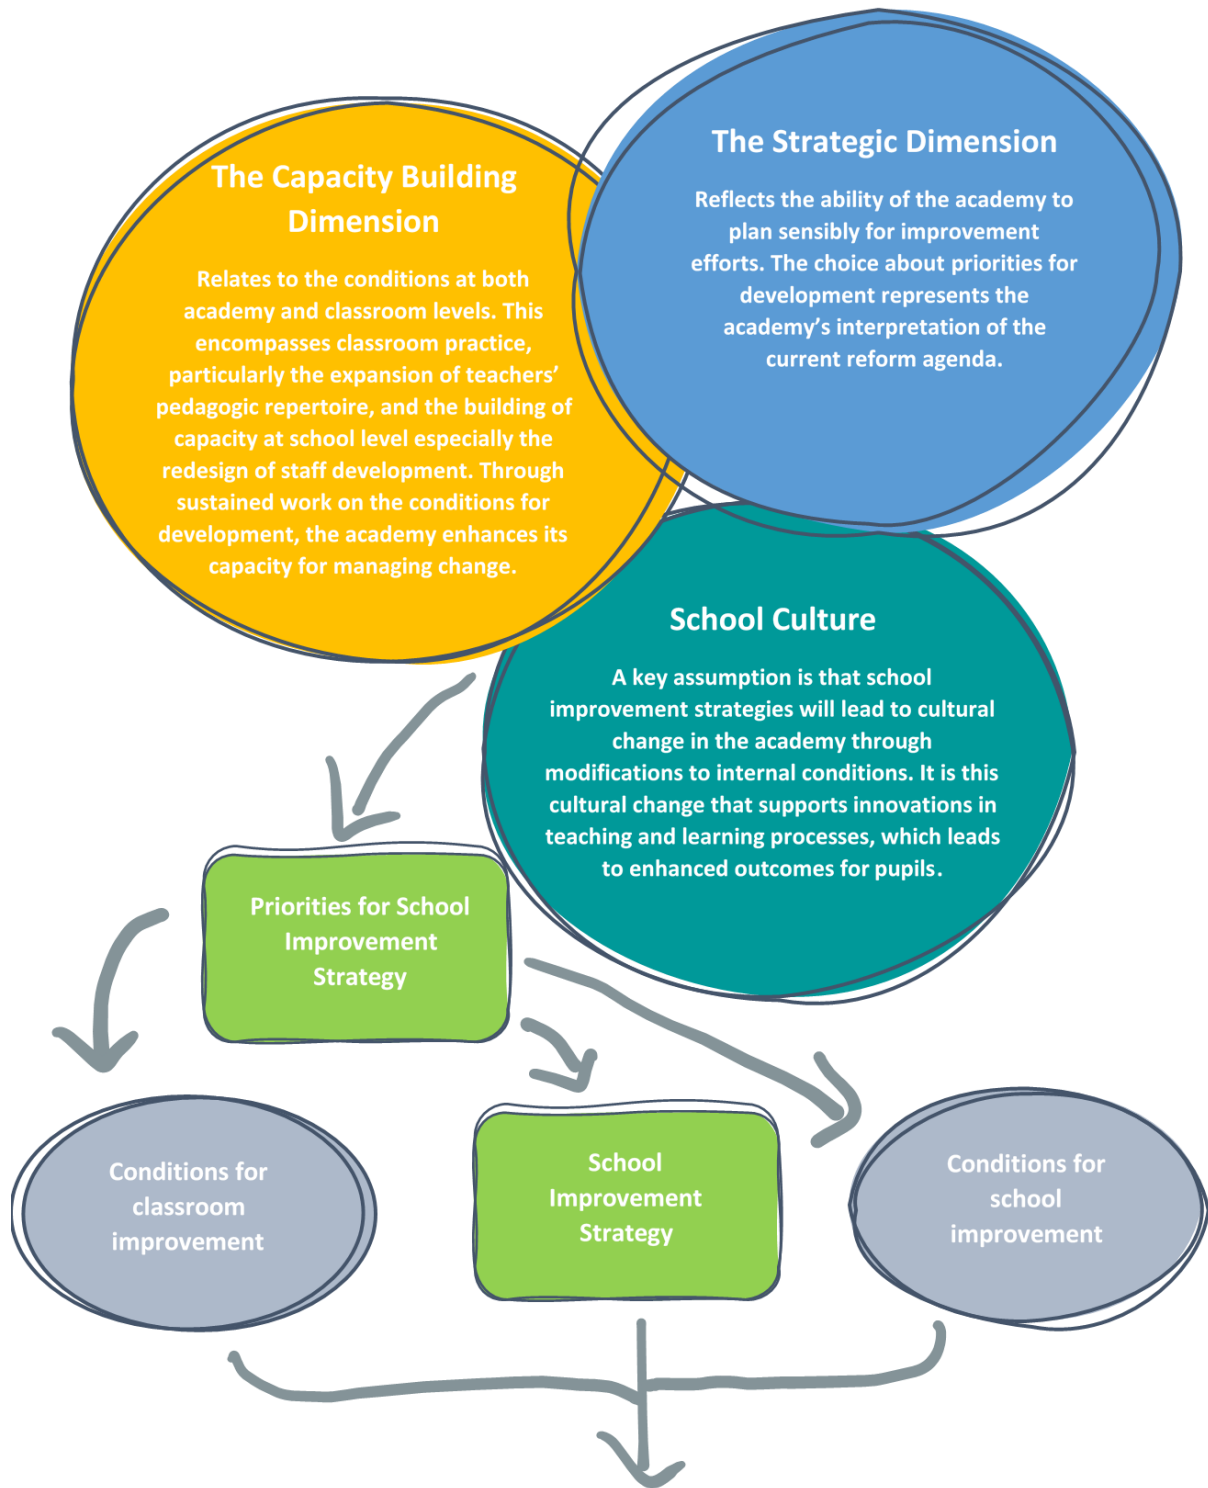 The Capacity Building
Dimension
Relates to the conditions at both
academy and classroom levels. This
encompasses classroom practice,
particularly the expansion of teachers’
pedagogic repertoire, and the building of
capacity at school level especially the
redesign of staff development. Through
sustained work on the conditions for
development, the academy enhances its
capacity for managing change.
The Strategic Dimension
Reflects the ability of the academy to
plan sensibly for improvement
efforts. The choice about priorities for
development represents the
academy’s interpretation of the
current reform agenda.
School Culture
A key assumption is that school
improvement strategies will lead to cultural
change in the academy through
modifications to internal conditions. It is this
cultural change that supports innovations in
teaching and learning processes, which leads
to enhanced outcomes for pupils.
Priorities for School
Improvement
Strategy
Conditions for
classroom
improvement
School
Improvement
Strategy
Conditions for
school
improvement